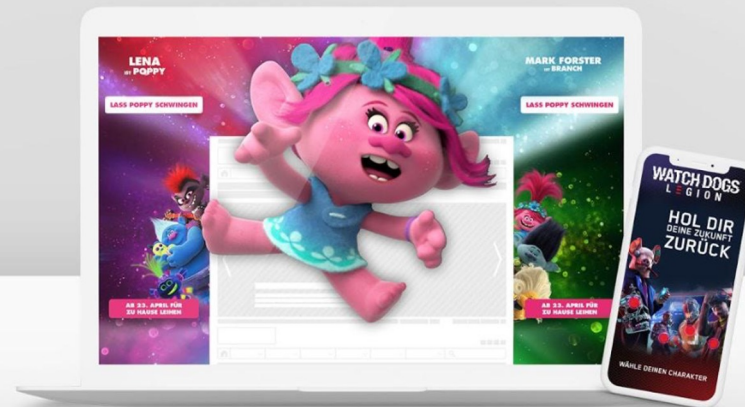 LENA
IST POPPY
LASS POPPY SCHWINGEN
AB 23. APRIL FÜR
ZU HAUSE LEIHEN
MARK FORSTER
IST BRANCH
LASS POPPY SCHWINGEN
AB 23. APRIL FÜR
ZU HAUSE LEIHEN
WATCH DOGS
LEGION
HOL DIR
DEINE ZUKUNFT
ZURÜCK
WÄHLE DEINEN CHARAKTER